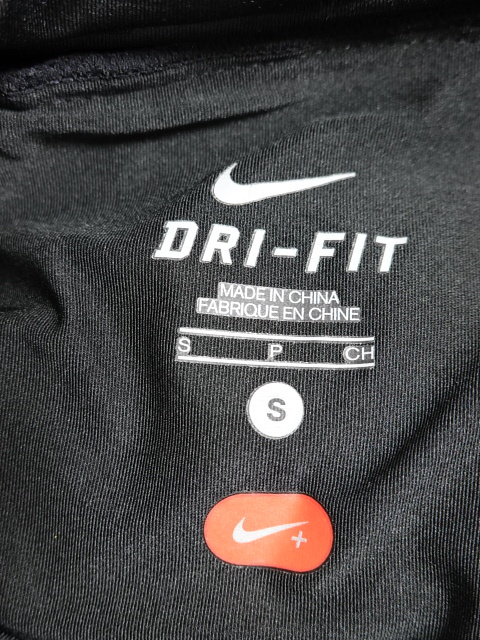 DRI-FIT
MADE IN CHINA
FABRIQUE EN CHINE
S P CH
S
+